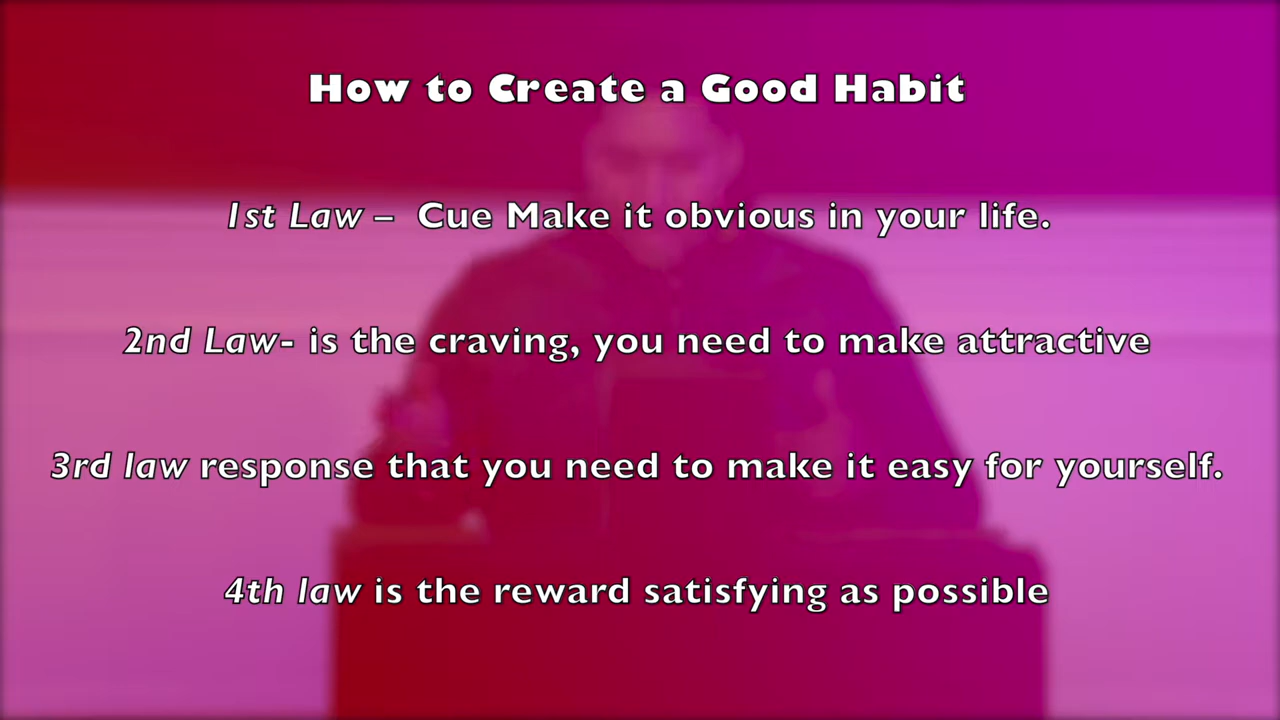 How to Create a Good Habit
1st Law – Cue Make it obvious in your life.
2nd Law- is the craving, you need to make attractive
3rd law response that you need to make it easy for yourself.
4th law is the reward satisfying as possible